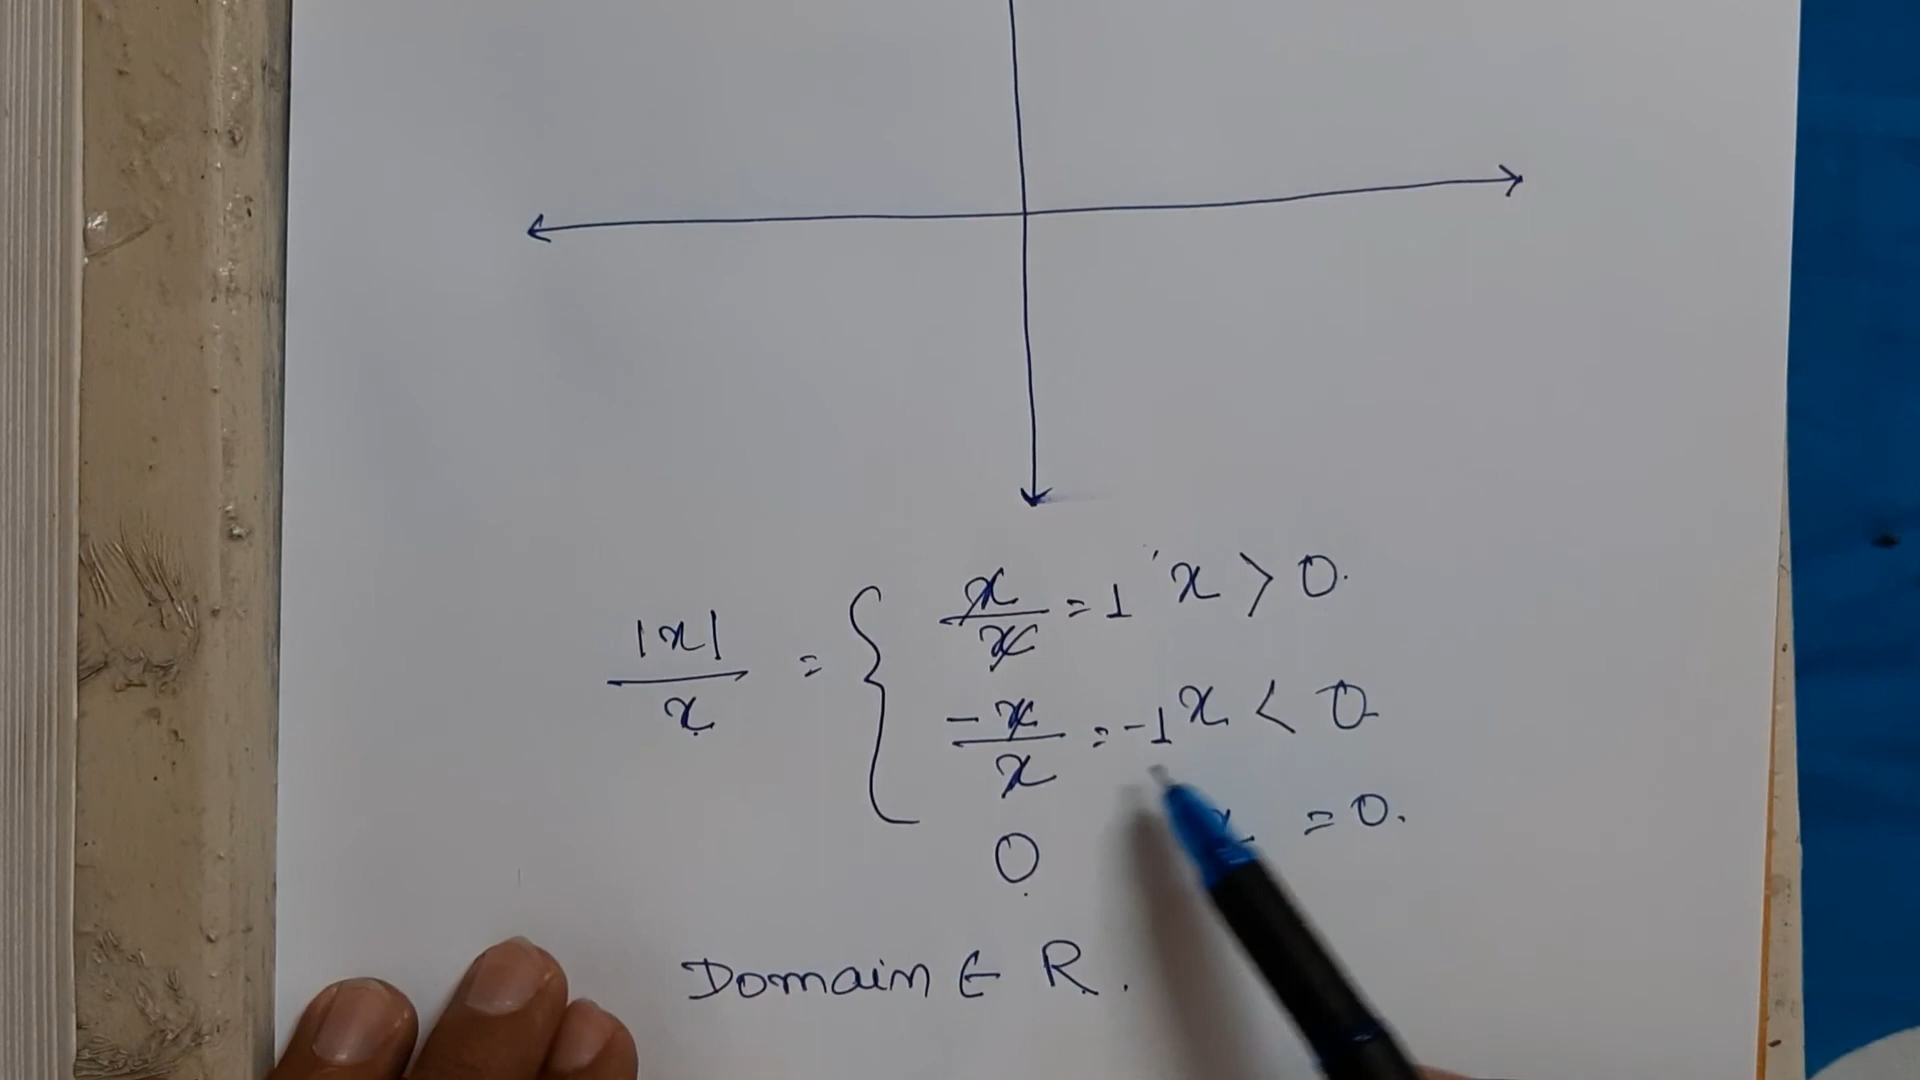 |x|/x = { x/x = 1 x > 0.
-x/x = -1 x < 0
0 x = 0.
Domain ∈ R.